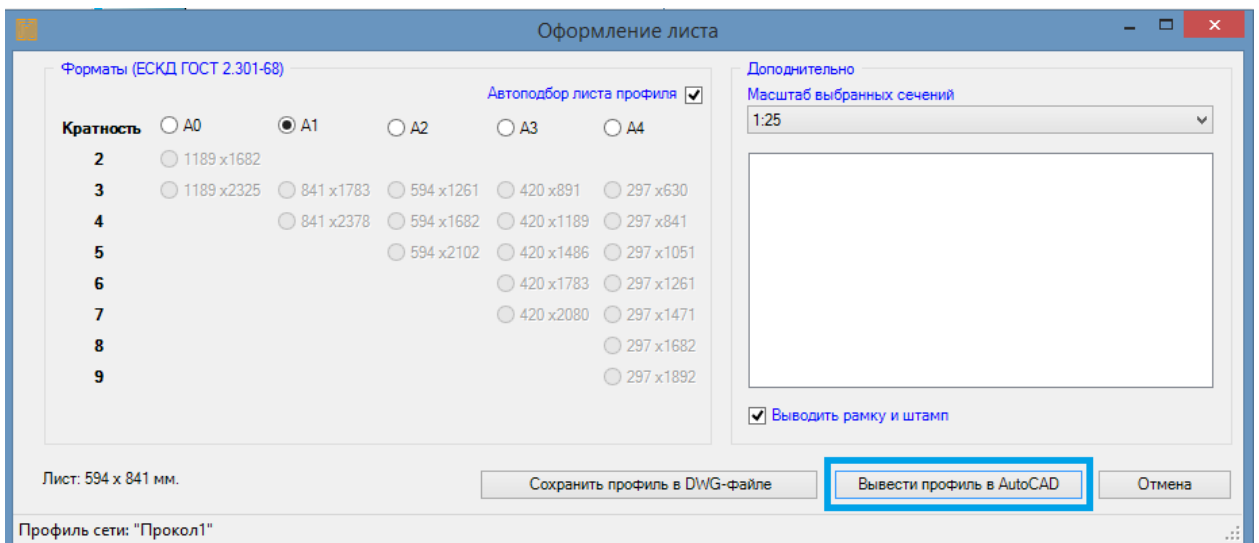 Оформление листа
Форматы (ЕСКД ГОСТ 2.301-68)
Автоподбор листа профиля
Кратность A0 A1 A2 A3 A4
2 1189 x1682
3 1189 x2325 841 x1783 594 x1261 420 x891 297 x630
4 841 x2378 594 x1682 420 x1189 297 x841
5 594 x2102 420 x1486 297 x1051
6 420 x1783 297 x1261
7 420 x2080 297 x1471
8 297 x1682
9 297 x1892
Доподнительно
Масштаб выбранных сечений
1:25
Выводить рамку и штамп
Лист: 594 x 841 мм.
Сохранить профиль в DWG-файле
Вывести профиль в AutoCAD
Отмена
Профиль сети: "Прокол1"